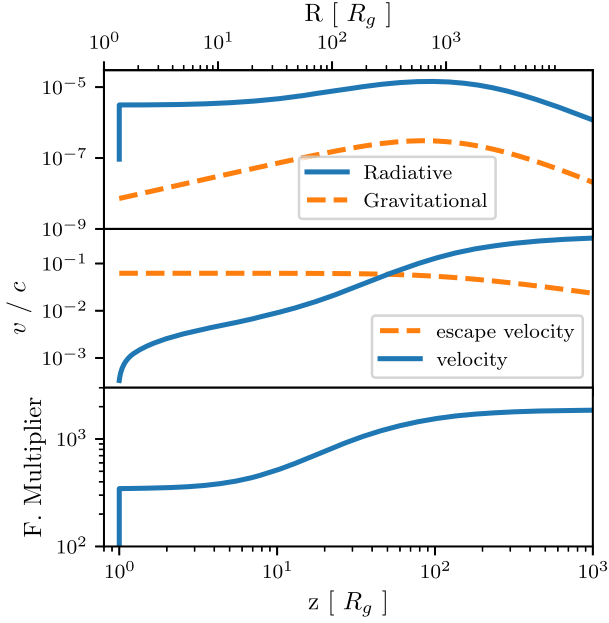 R [ R_g ]
10^0 10^1 10^2 10^3
10^-5
10^-7
10^-9
Radiative
Gravitational
v / c
10^-1
10^-2
10^-3
escape velocity
velocity
F. Multiplier
10^3
10^2
10^0 10^1 10^2 10^3
z [ R_g ]